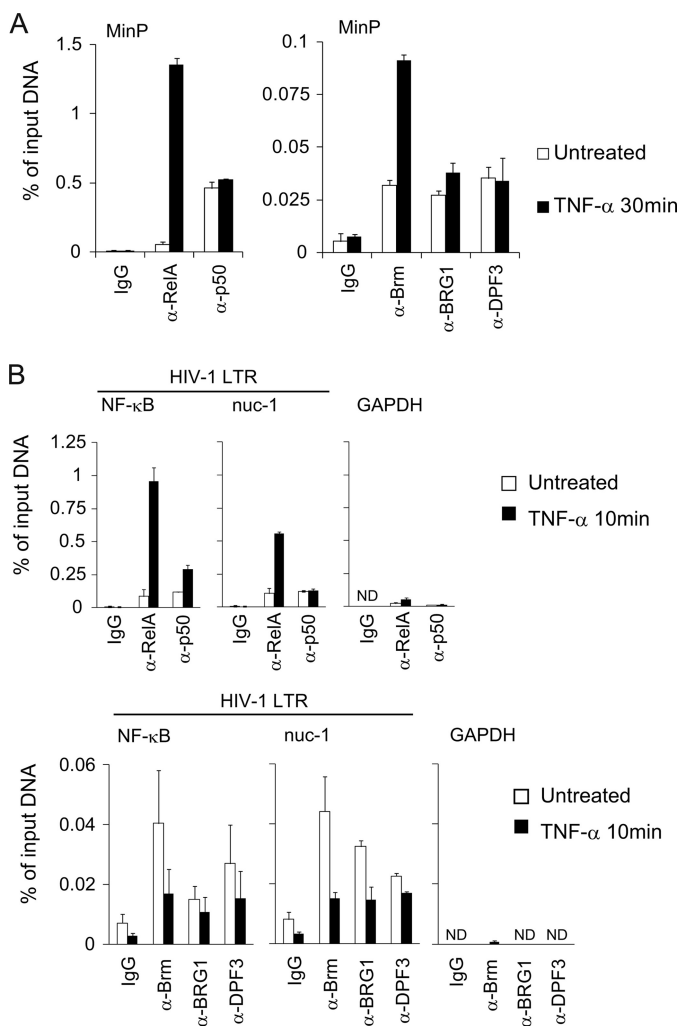 A
MinP
MinP
% of input DNA
1.5
1
0.5
0
IgG
α-RelA
α-p50
0.1
0.075
0.05
0.025
0
IgG
α-Brm
α-BRG1
α-DPF3
Untreated
TNF-α 30min
B
HIV-1 LTR
NF-κB
nuc-1
GAPDH
% of input DNA
1.25
1
0.75
0.5
0.25
0
ND
IgG
α-RelA
α-p50
IgG
α-RelA
α-p50
IgG
α-RelA
α-p50
Untreated
TNF-α 10min
HIV-1 LTR
NF-κB
nuc-1
GAPDH
% of input DNA
0.06
0.04
0.02
0
ND
ND
ND
IgG
α-Brm
α-BRG1
α-DPF3
IgG
α-Brm
α-BRG1
α-DPF3
IgG
α-Brm
α-BRG1
α-DPF3
Untreated
TNF-α 10min